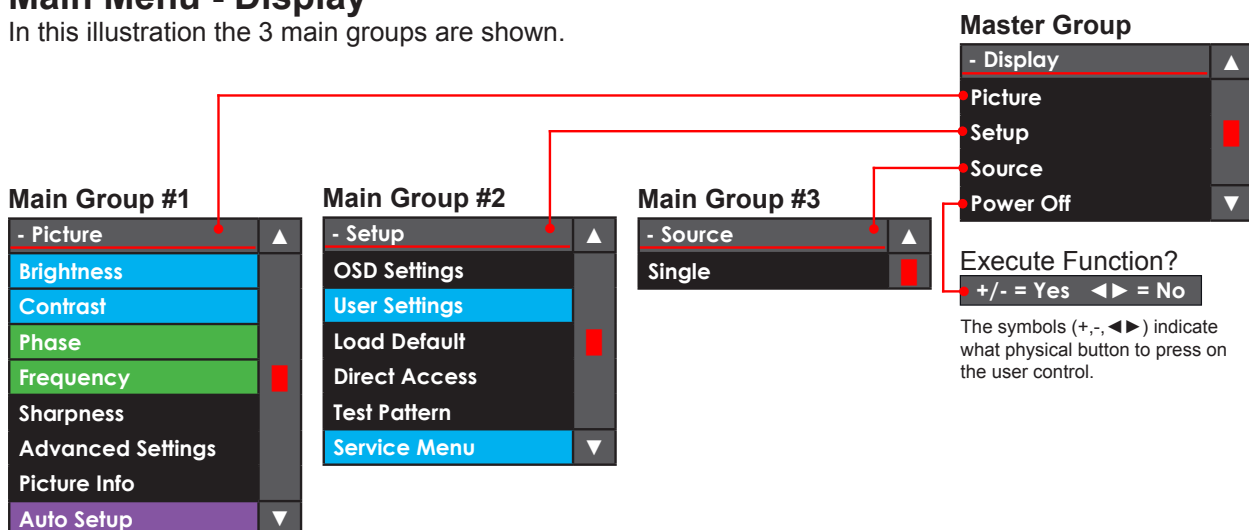 Main Menu - Display
In this illustration the 3 main groups are shown.
Master Group
- Display ▲
Picture
Setup
Source
Power Off ▼
Execute Function?
+/- = Yes ◄► = No
The symbols (+,-,◄►) indicate
what physical button to press on
the user control.
Main Group #1
- Picture ▲
Brightness
Contrast
Phase
Frequency
Sharpness
Advanced Settings
Picture Info
Auto Setup ▼
Main Group #2
- Setup ▲
OSD Settings
User Settings
Load Default
Direct Access
Test Pattern
Service Menu ▼
Main Group #3
- Source ▲
Single